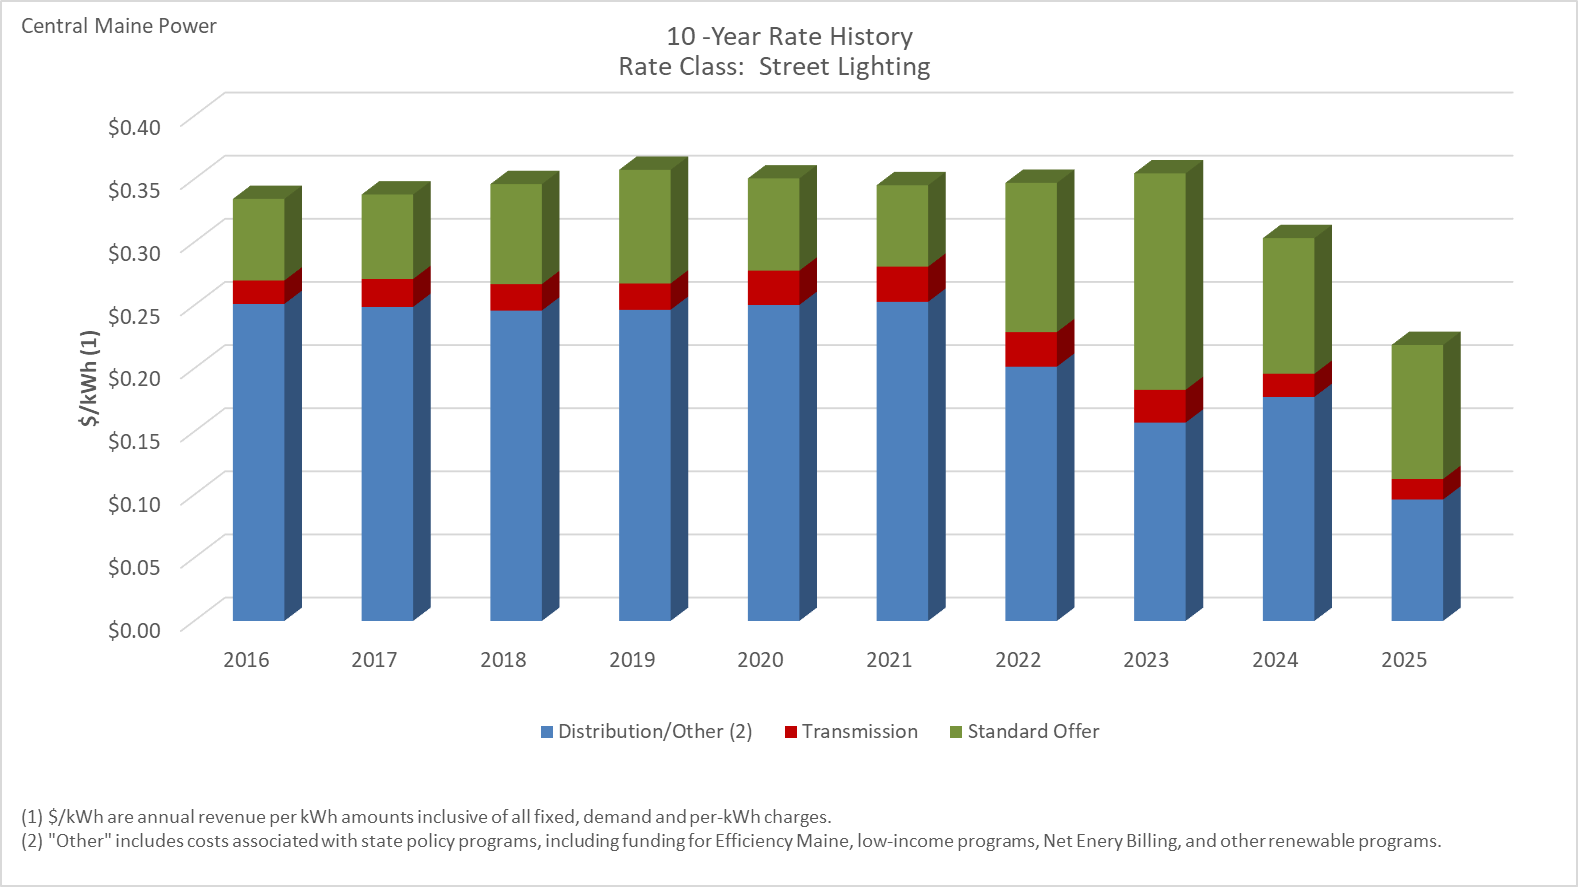 Central Maine Power
10 -Year Rate History
Rate Class:  Street Lighting
$/kWh (1)
$0.40
$0.35
$0.30
$0.25
$0.20
$0.15
$0.10
$0.05
$0.00
2016 2017 2018 2019 2020 2021 2022 2023 2024 2025
Distribution/Other (2) Transmission Standard Offer
(1) $/kWh are annual revenue per kWh amounts inclusive of all fixed, demand and per-kWh charges.
(2) "Other" includes costs associated with state policy programs, including funding for Efficiency Maine, low-income programs, Net Enery Billing, and other renewable programs.